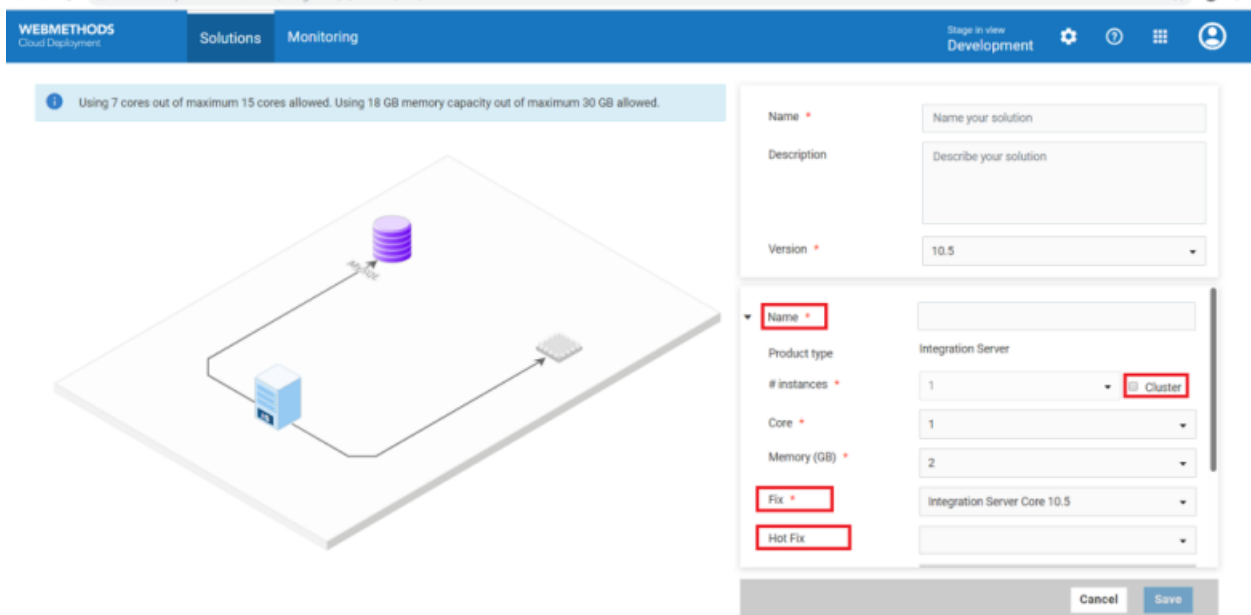 WEBMETHODS
Cloud Deployment
Solutions
Monitoring
Stage in view
Development
Using 7 cores out of maximum 15 cores allowed. Using 18 GB memory capacity out of maximum 30 GB allowed.
MySQL
IS
Name *
Name your solution
Description
Describe your solution
Version *
10.5
Name *
Product type
Integration Server
# instances *
1
Cluster
Core *
1
Memory (GB) *
2
Fix *
Integration Server Core 10.5
Hot Fix
Cancel
Save